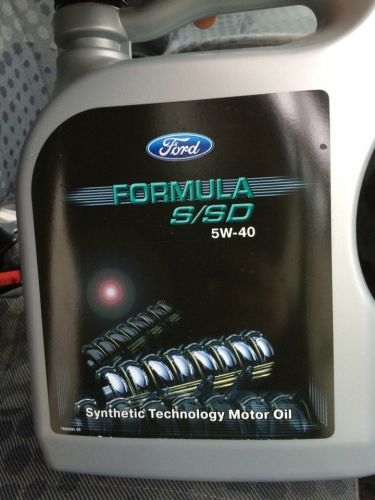 Ford
FORMULA
S/SD
5W-40
Synthetic Technology Motor Oil